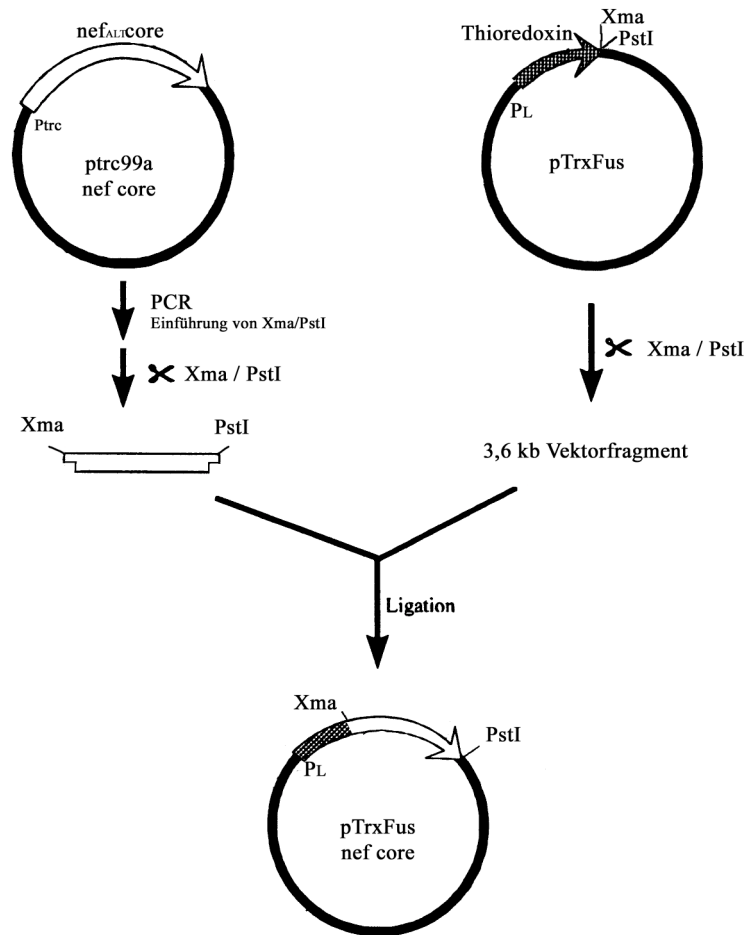 nefALTcore
Ptrc
ptrc99a
nef core
Thioredoxin
Xma
PstI
PL
pTrxFus
PCR
Einführung von Xma/PstI
Xma / PstI
Xma / PstI
Xma
PstI
3,6 kb Vektorfragment
Ligation
Xma
PstI
PL
pTrxFus
nef core